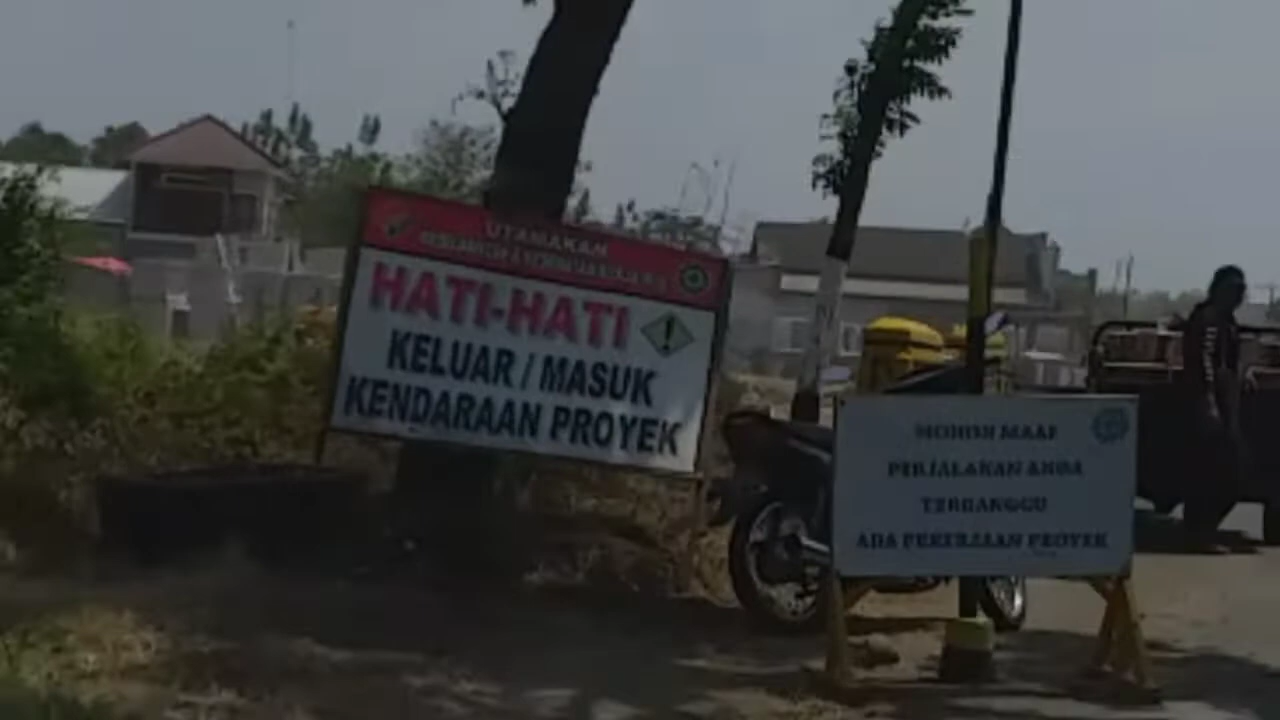 UTAMAKAN
HATI-HATI
KELUAR / MASUK
KENDARAAN PROYEK
MOHON MAAF
PERJALANAN ANDA
TERGANGGU
ADA PEKERJAAN PROYEK